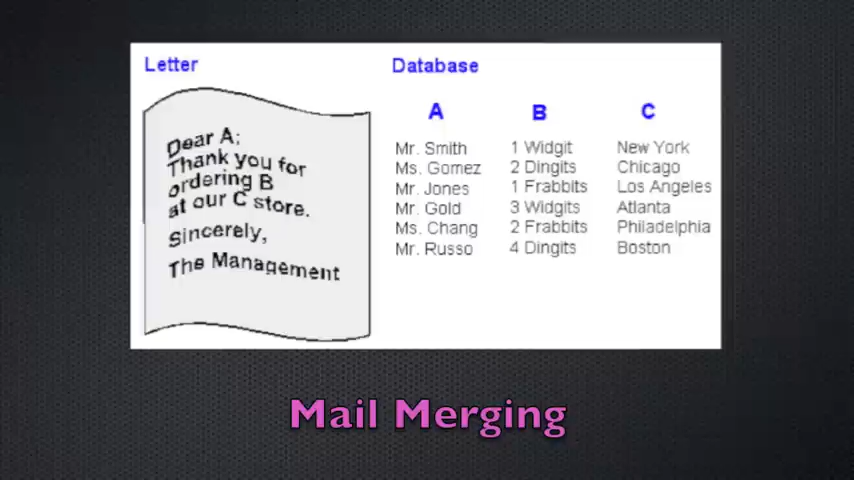 Letter
Dear A:
Thank you for
ordering B
at our C store.
Sincerely,
The Management
Database
A B C
Mr. Smith 1 Widgit New York
Ms. Gomez 2 Dingits Chicago
Mr. Jones 1 Frabbits Los Angeles
Mr. Gold 3 Widgits Atlanta
Ms. Chang 2 Frabbits Philadelphia
Mr. Russo 4 Dingits Boston
Mail Merging